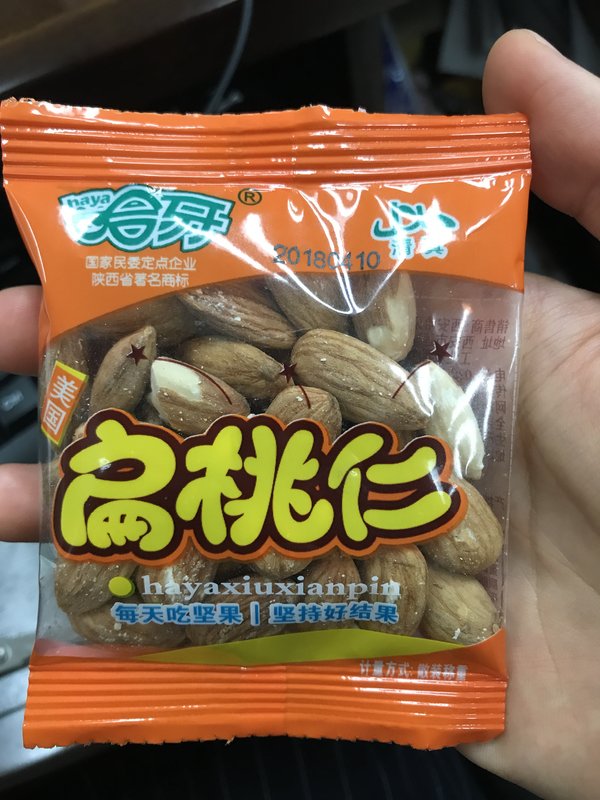 haya
哈牙®
清真
国家民委定点企业
陕西省著名商标
20180410
美国
扁桃仁
hayaxiuxianpin
每天吃坚果 | 坚持好结果
计量方式:散装称重